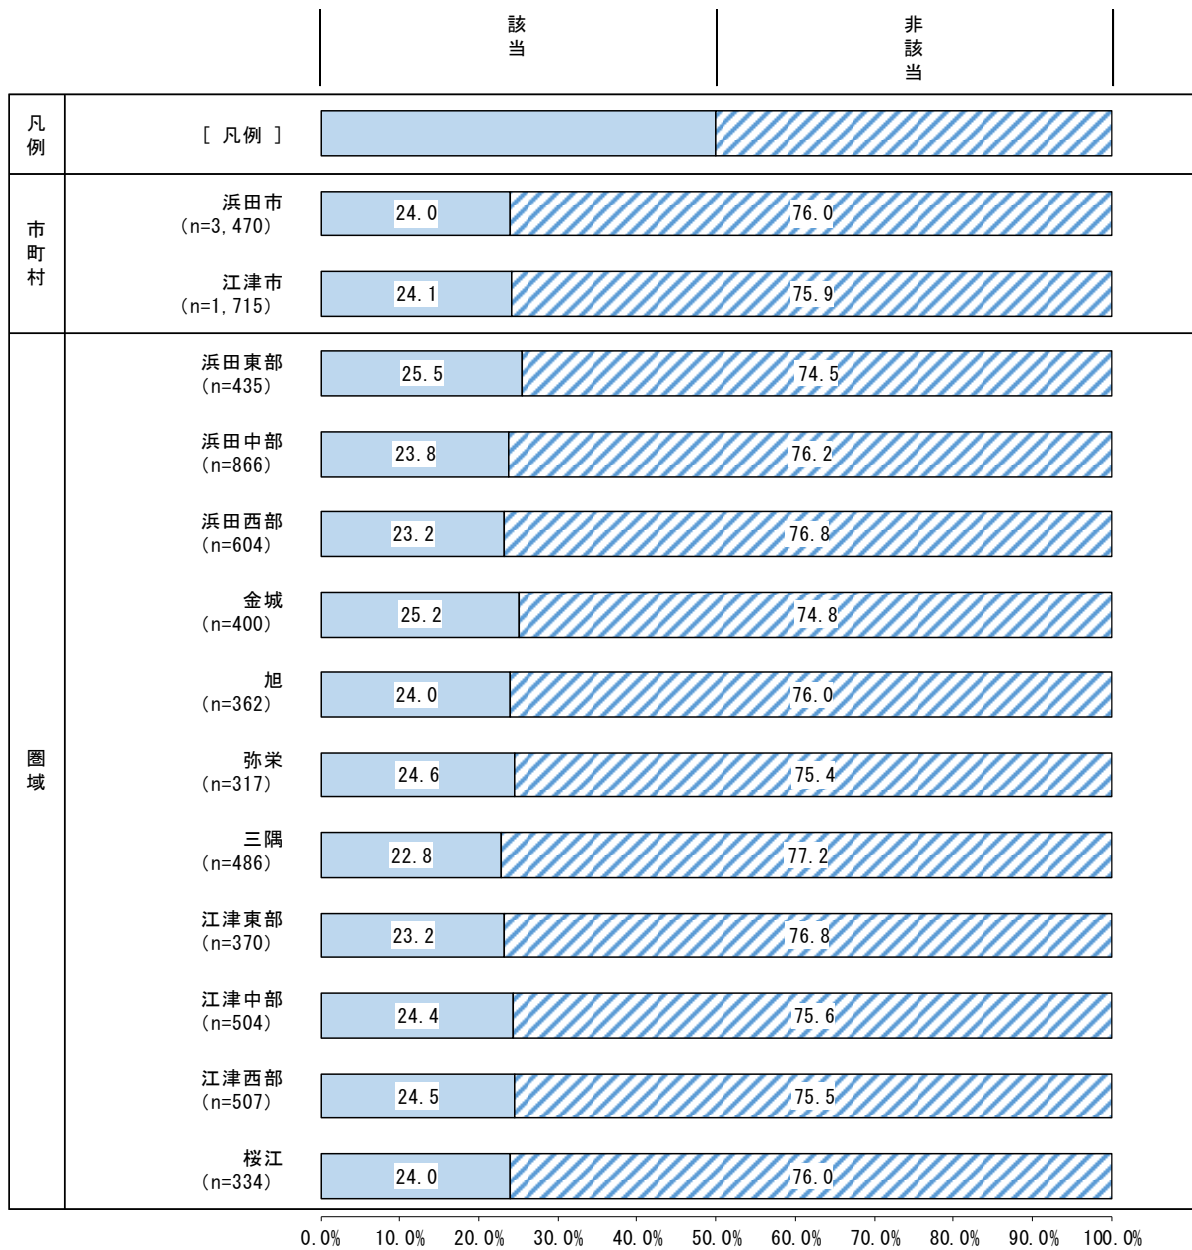 該当
非該当
凡例
[ 凡例 ]
市町村
浜田市
(n=3,470)
24.0
76.0
江津市
(n=1,715)
24.1
75.9
圏域
浜田東部
(n=435)
25.5
74.5
浜田中部
(n=866)
23.8
76.2
浜田西部
(n=604)
23.2
76.8
金城
(n=400)
25.2
74.8
旭
(n=362)
24.0
76.0
弥栄
(n=317)
24.6
75.4
三隅
(n=486)
22.8
77.2
江津東部
(n=370)
23.2
76.8
江津中部
(n=504)
24.4
75.6
江津西部
(n=507)
24.5
75.5
桜江
(n=334)
24.0
76.0
0.0% 10.0% 20.0% 30.0% 40.0% 50.0% 60.0% 70.0% 80.0% 90.0% 100.0%